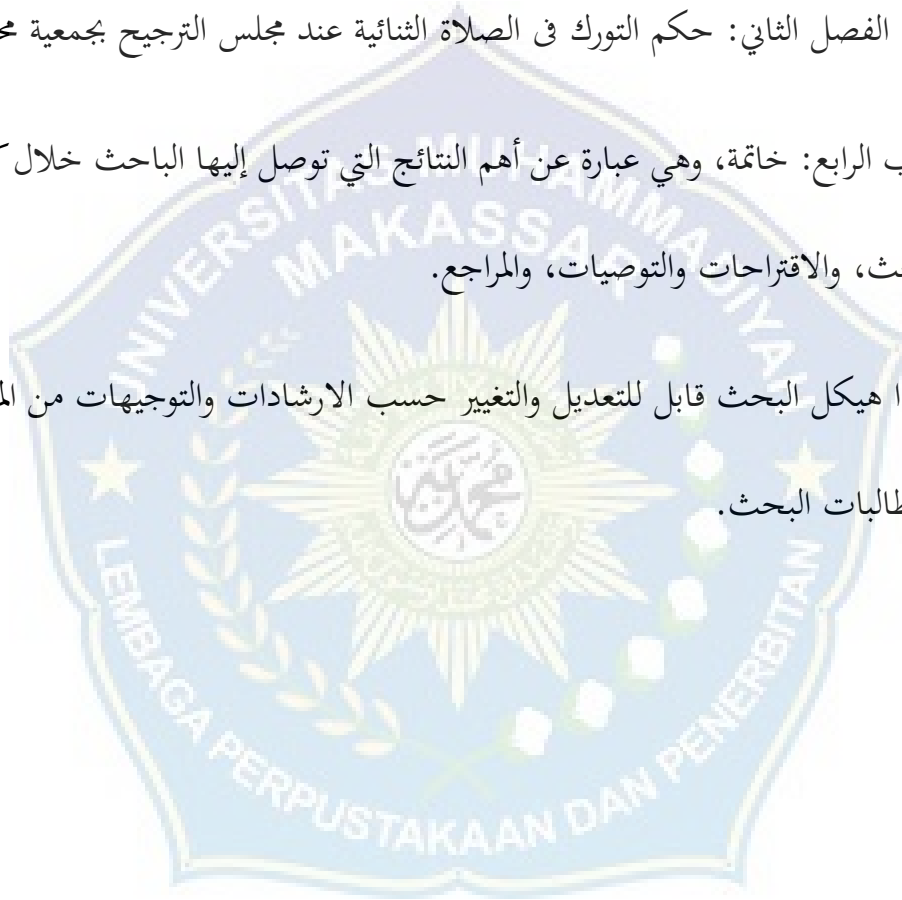 الفصل الثاني: حكم التورك فى الصلاة الثنائية عند مجلس الترجيح بجمعية
الرابع: خاتمة، وهي عبارة عن أهم النتائج التي توصل إليها الباحث خلال
والاقتراحات والتوصيات، والمراجع.
هيكل البحث قابل للتعديل والتغيير حسب الارشادات والتوجيهات من
البحث.
UNIVERSITAS MUHAMMADIYAH
MAKASSAR
LEMBAGA PERPUSTAKAAN DAN PENERBITAN